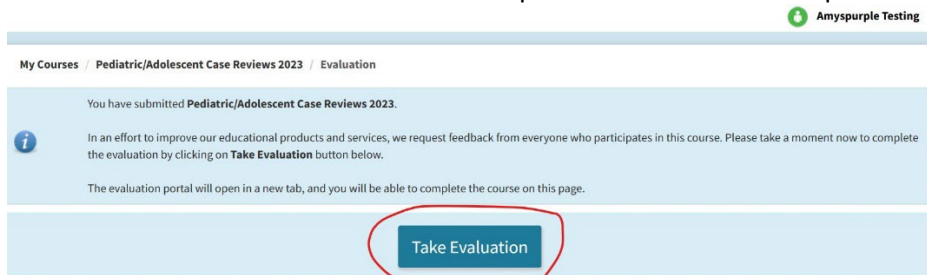 Amyspurple Testing
My Courses / Pediatric/Adolescent Case Reviews 2023 / Evaluation
You have submitted Pediatric/Adolescent Case Reviews 2023.
In an effort to improve our educational products and services, we request feedback from everyone who participates in this course. Please take a moment now to complete
the evaluation by clicking on Take Evaluation button below.
The evaluation portal will open in a new tab, and you will be able to complete the course on this page.
Take Evaluation